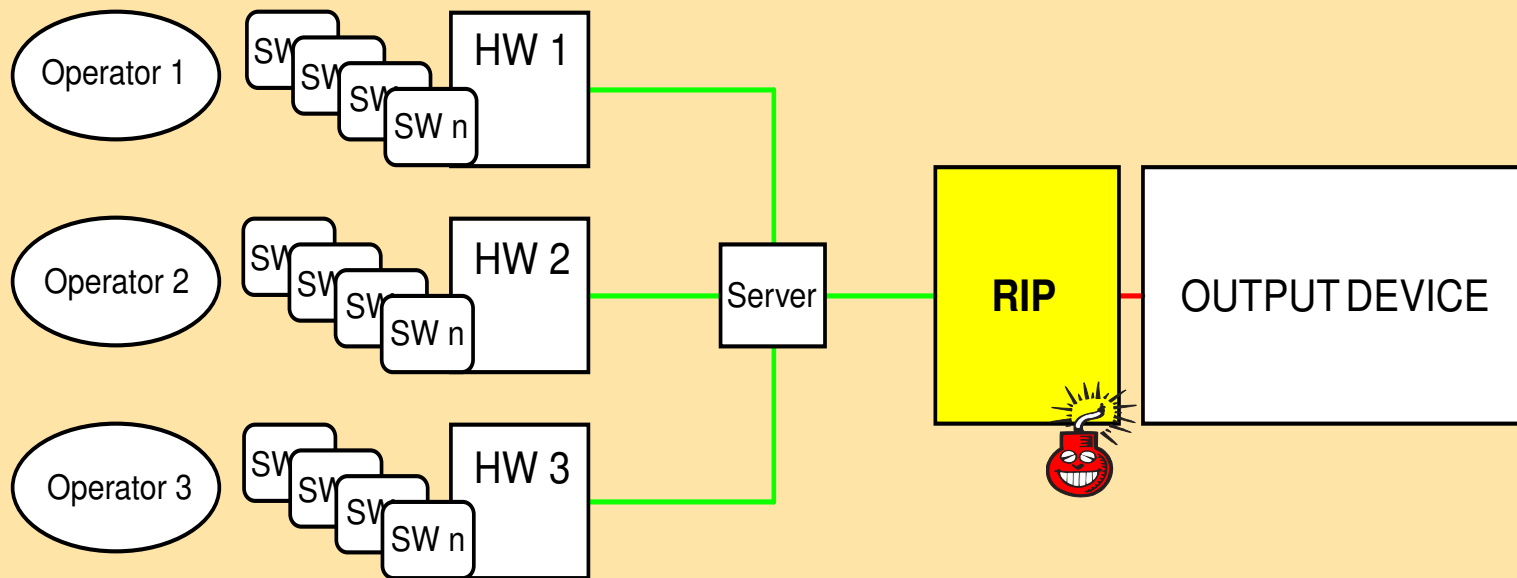 Operator 1
SW
SW
SW
SW n
HW 1
Operator 2
SW
SW
SW
SW n
HW 2
Server
RIP
OUTPUT DEVICE
Operator 3
SW
SW
SW
SW n
HW 3